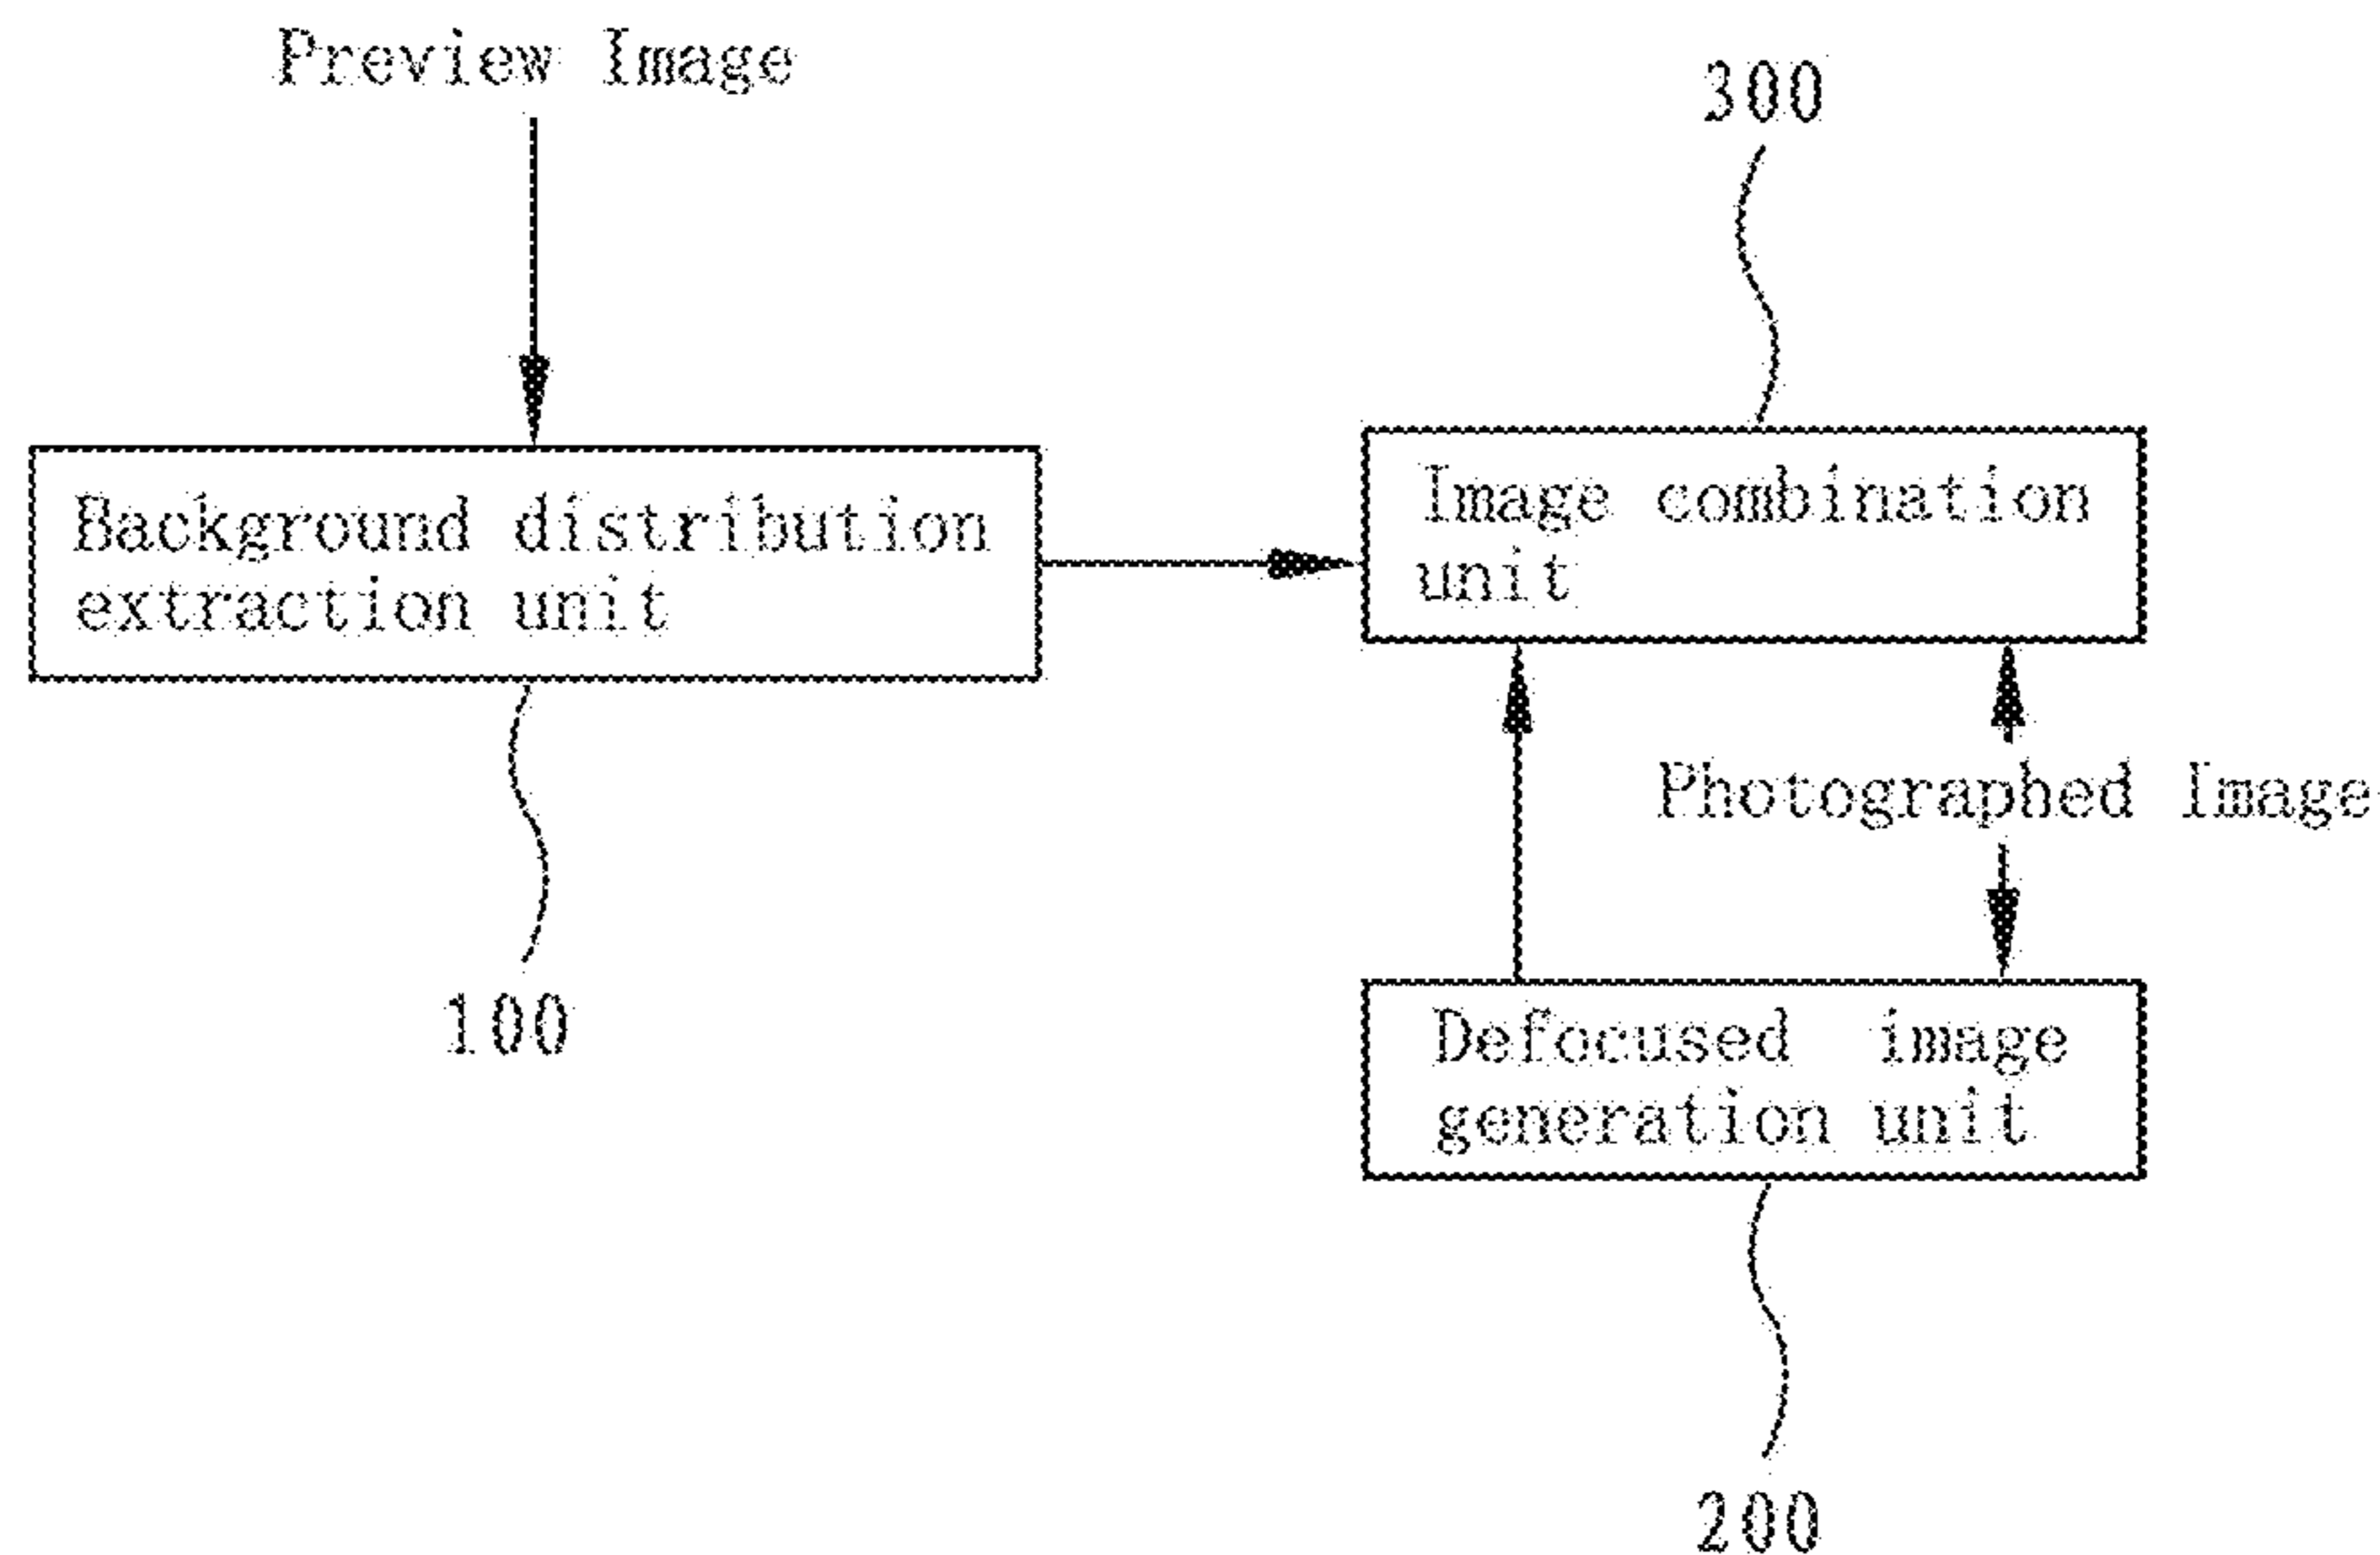 Preview Image
300
Background distribution
extraction unit
Image combination
unit
Photographed Image
100
Defocused image
generation unit
200